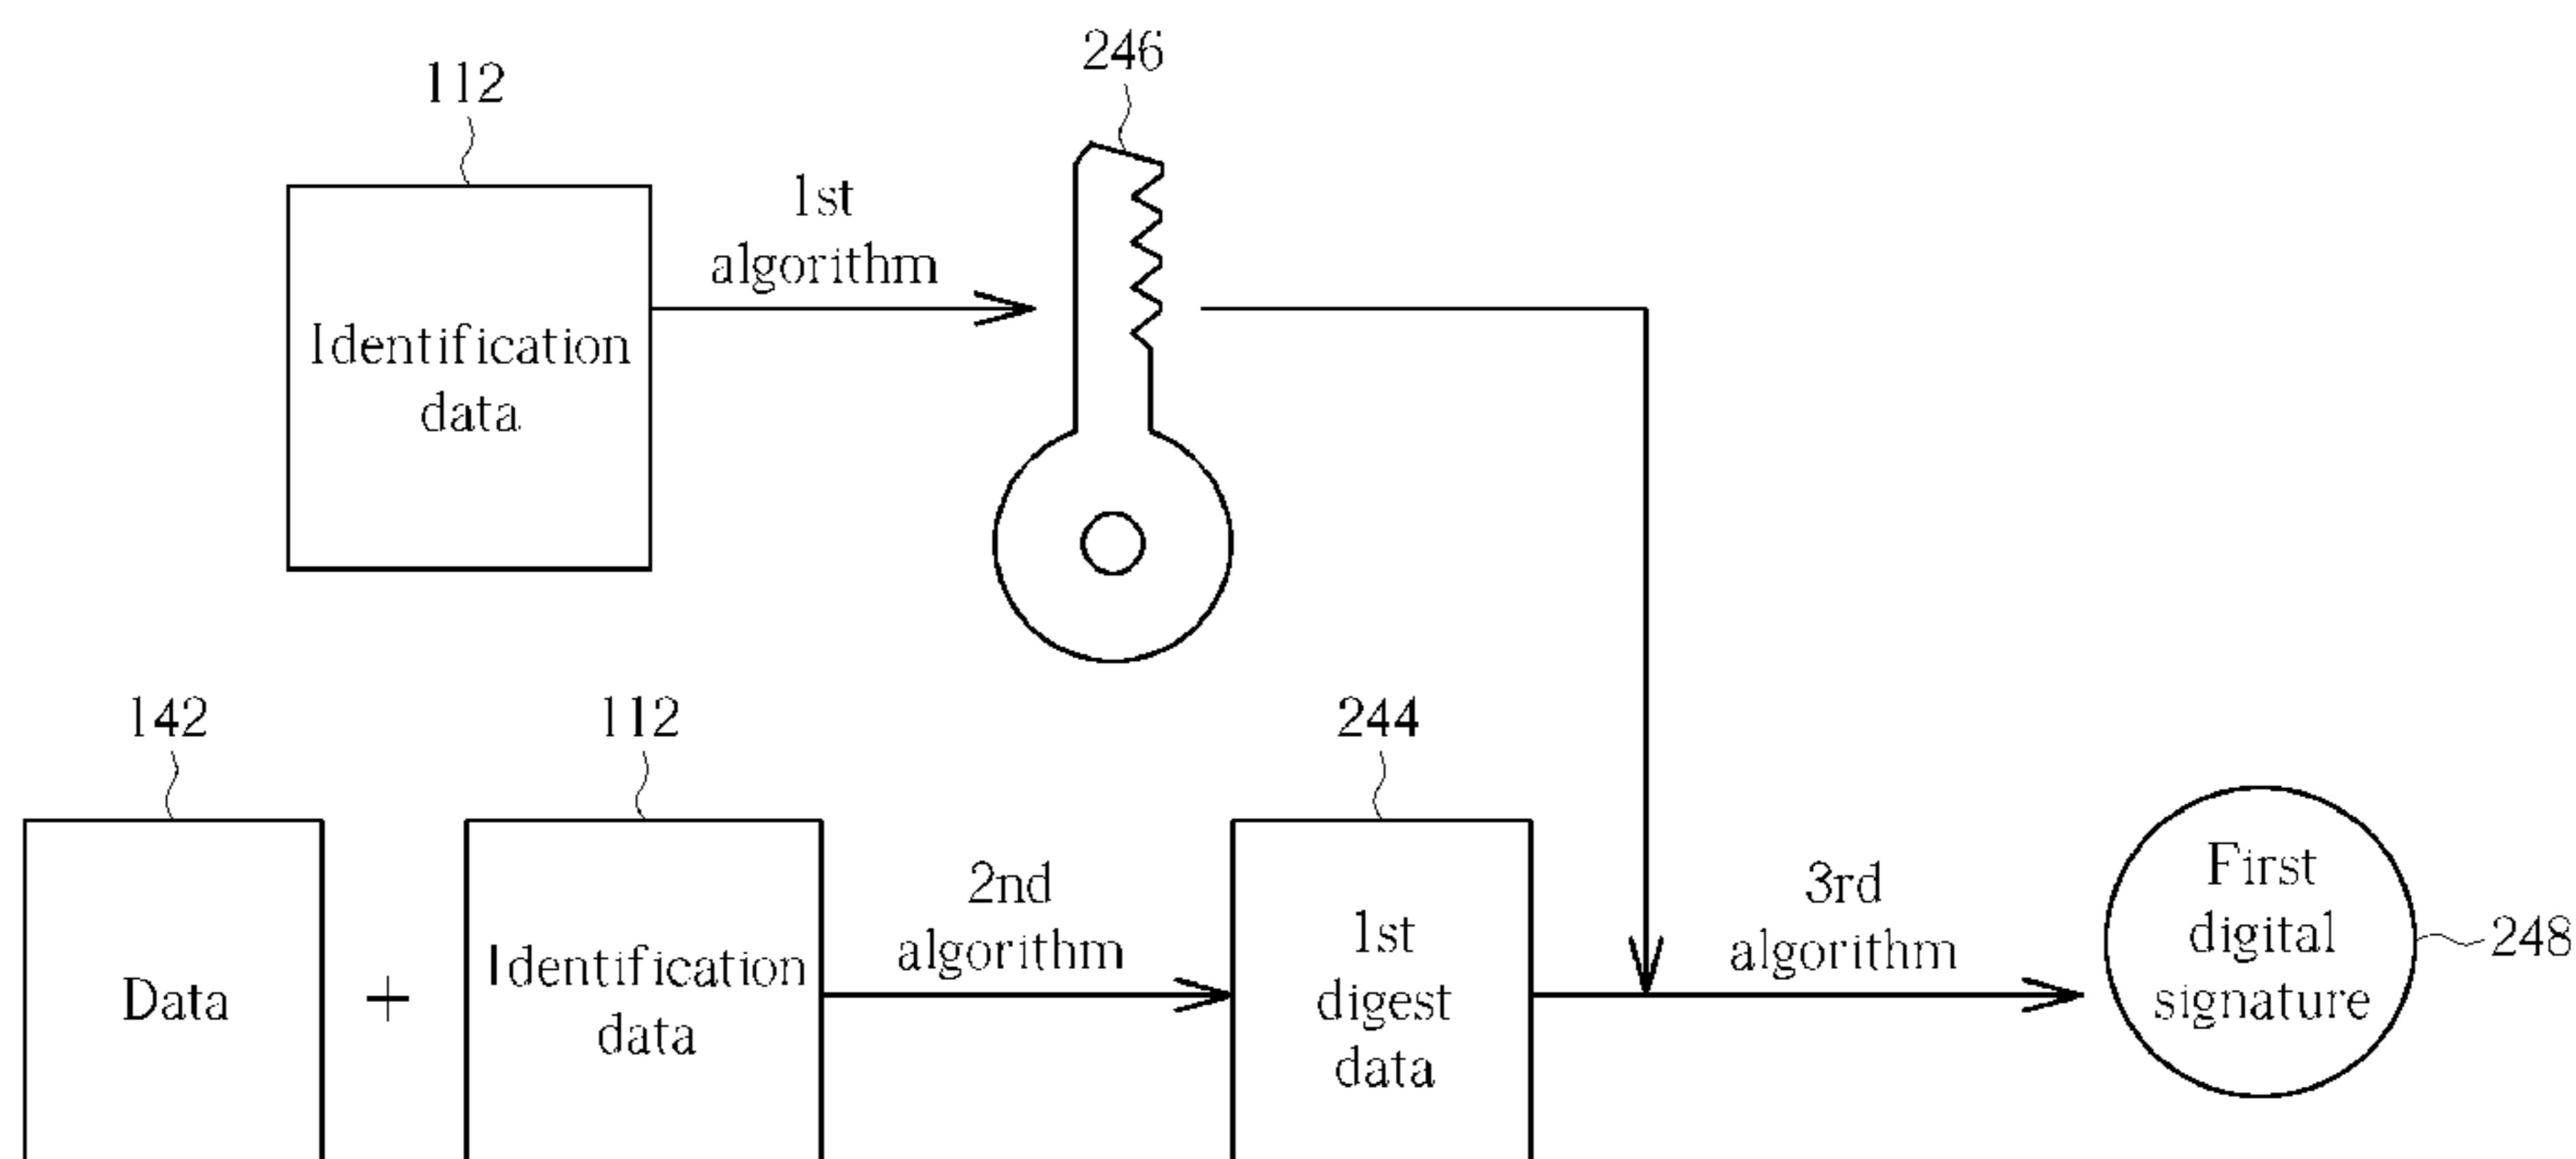 246
112
1st
algorithm
Identification
data
142
112
244
2nd
algorithm
3rd
algorithm
First
digital
signature
248
Data
+
Identification
data
1st
digest
data